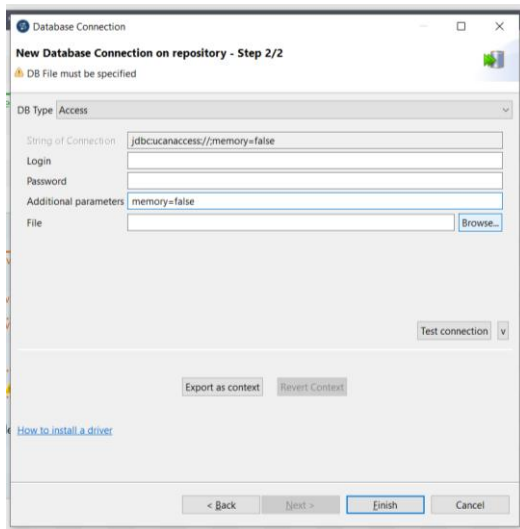 Database Connection
New Database Connection on repository - Step 2/2
DB File must be specified
DB Type Access
String of Connection jdbc:ucanaccess://;memory=false
Login
Password
Additional parameters memory=false
File Browse...
Test connection v
Export as context Revert Context
How to install a driver
< Back Next > Finish Cancel